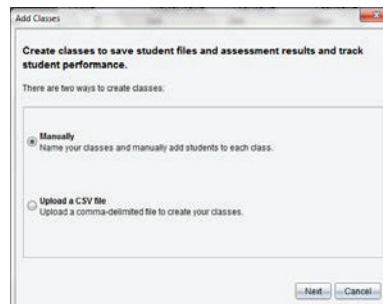 Add Classes
Create classes to save student files and assessment results and track
student performance.
There are two ways to create classes:
Manually
Name your classes and manually add students to each class.
Upload a CSV file
Upload a comma-delimited file to create your classes.
Next Cancel